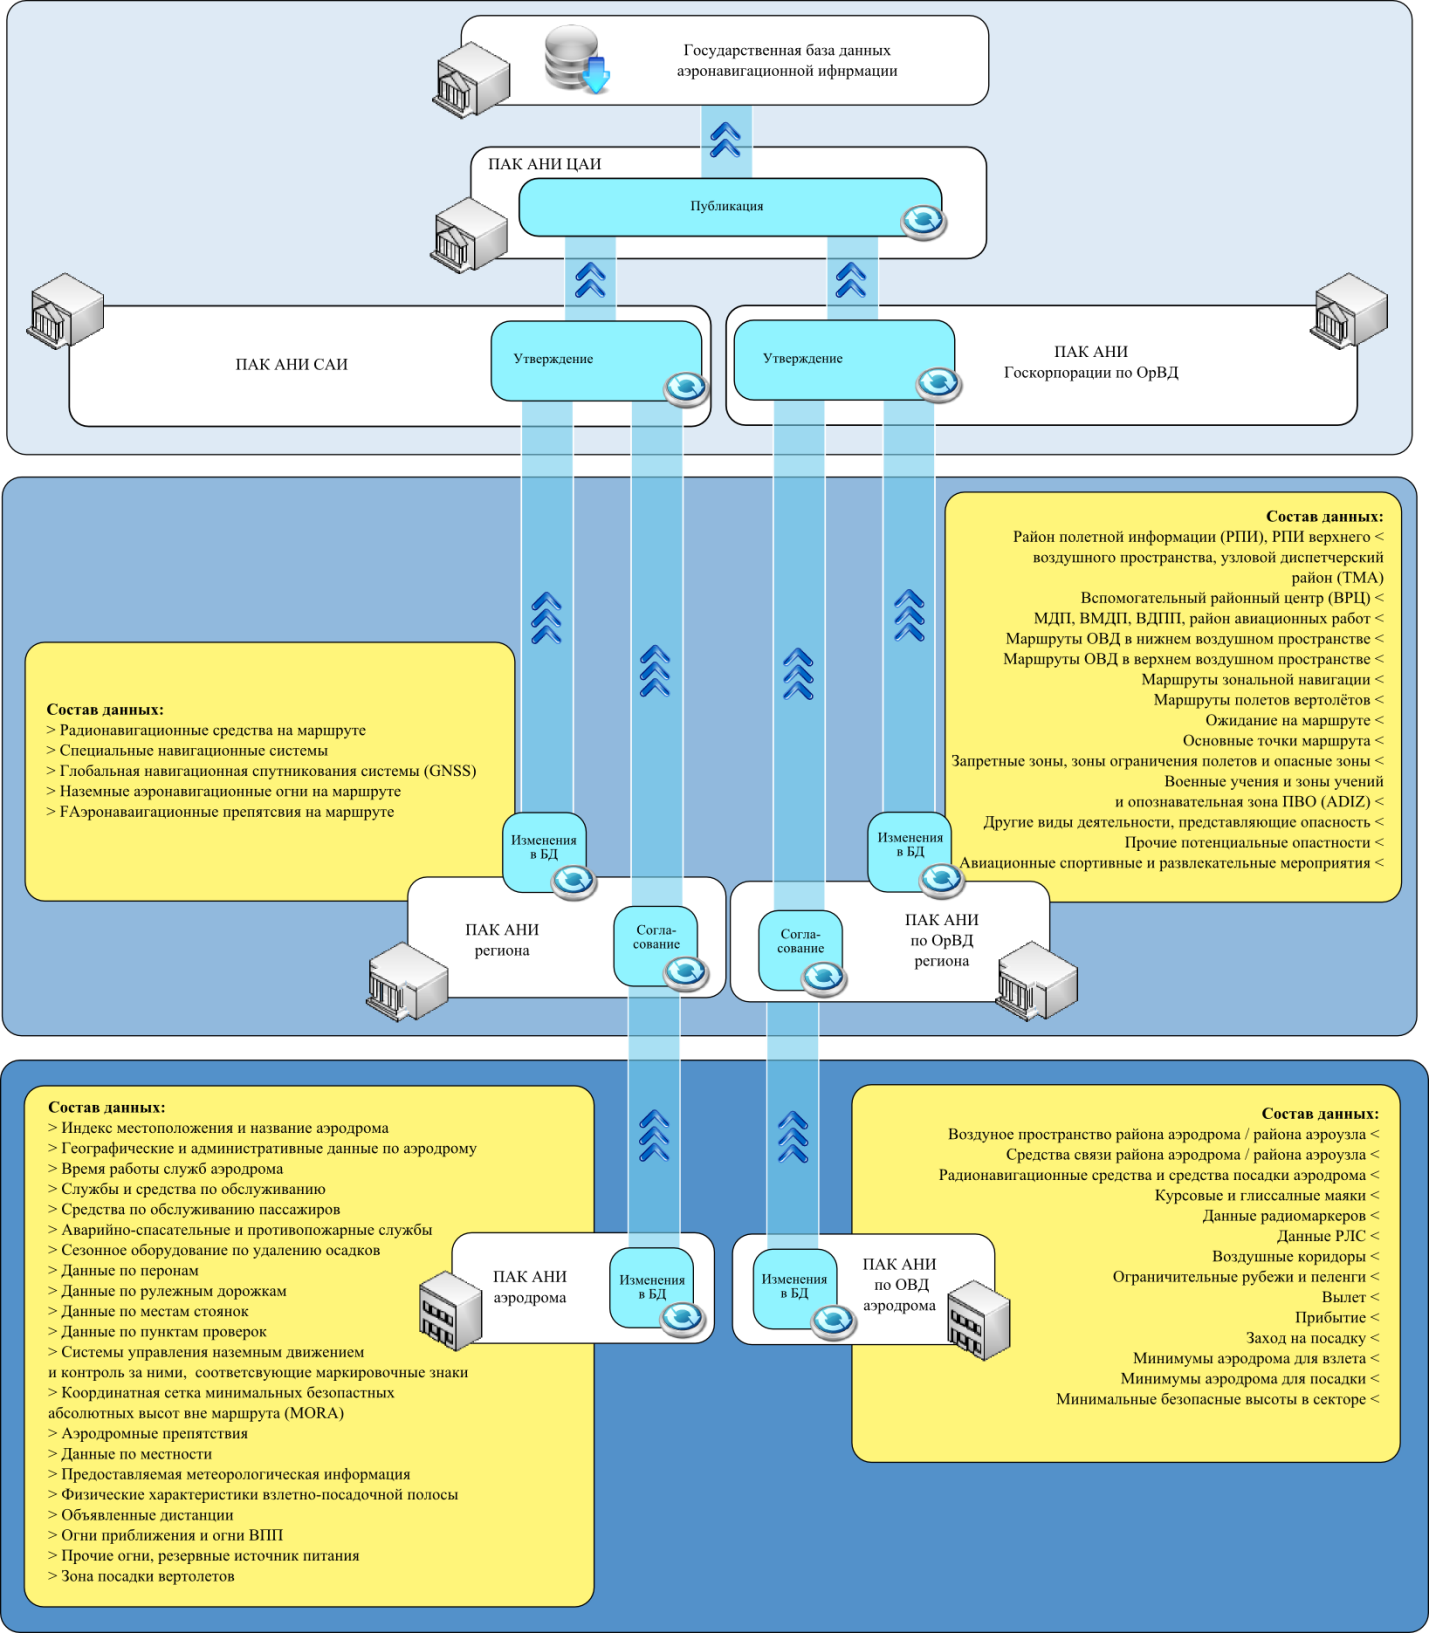 Государственная база данных
аэронавигационной ифнрмации
ПАК АНИ ЦАИ
Публикация
ПАК АНИ САИ
Утверждение
Утверждение
ПАК АНИ
Госкорпорации по ОрВД
Состав данных:
Район полетной информации (РПИ), РПИ верхнего <
воздушного пространства, узловой диспетчерский
район (TMA)
Вспомогательный районный центр (ВРЦ) <
МДП, ВМДП, ВДПП, район авиационных работ <
Маршруты ОВД в нижнем воздушном пространстве <
Маршруты ОВД в верхнем воздушном пространстве <
Маршруты зональной навигации <
Маршруты полетов вертолётов <
Ожидание на маршруте <
Основные точки маршрута <
Запретные зоны, зоны ограничения полетов и опасные зоны <
Военные учения и зоны учений
и опознавательная зона ПВО (ADIZ) <
Другие виды деятельности, представляющие опасность <
Прочие потенциальные опастности <
Авиационные спортивные и развлекательные мероприятия <
Состав данных:
> Радионавигационные средства на маршруте
> Специальные навигационные системы
> Глобальная навигационная спутникования системы (GNSS)
> Наземные аэронавигационные огни на маршруте
> FАэронаваигационные препятсвия на маршруте
Изменения
в БД
Изменения
в БД
ПАК АНИ
региона
Согла-
сование
Согла-
сование
ПАК АНИ
по ОрВД
региона
Состав данных:
> Индекс местоположения и название аэродрома
> Географические и административные данные по аэродрому
> Время работы служб аэродрома
> Службы и средства по обслуживанию
> Средства по обслуживанию пассажиров
> Аварийно-спасательные и противопожарные службы
> Сезонное оборудование по удалению осадков
> Данные по перонам
> Данные по рулежным дорожкам
> Данные по местам стоянок
> Данные по пунктам проверок
> Системы управления наземным движением
и контроль за ними,  соответсвующие маркировочные знаки
> Координатная сетка минимальных безопастных
абсолютных высот вне маршрута (MORA)
> Аэродромные препятствия
> Данные по местности
> Предоставляемая метеорологическая информация
> Физические характеристики взлетно-посадочной полосы
> Объявленные дистанции
> Огни приближения и огни ВПП
> Прочие огни, резервные источник питания
> Зона посадки вертолетов
ПАК АНИ
аэродрома
Изменения
в БД
Изменения
в БД
ПАК АНИ
по ОВД
аэродрома
Состав данных:
Воздуное пространство района аэродрома / района аэроузла <
Средства связи района аэродрома / района аэроузла <
Радионавигационные средства и средства посадки аэродрома <
Курсовые и глиссалные маяки <
Данные радиомаркеров <
Данные РЛС <
Воздушные коридоры <
Ограничительные рубежи и пеленги <
Вылет <
Прибытие <
Заход на посадку <
Минимумы аэродрома для взлета <
Минимумы аэродрома для посадки <
Минимальные безопасные высоты в секторе <